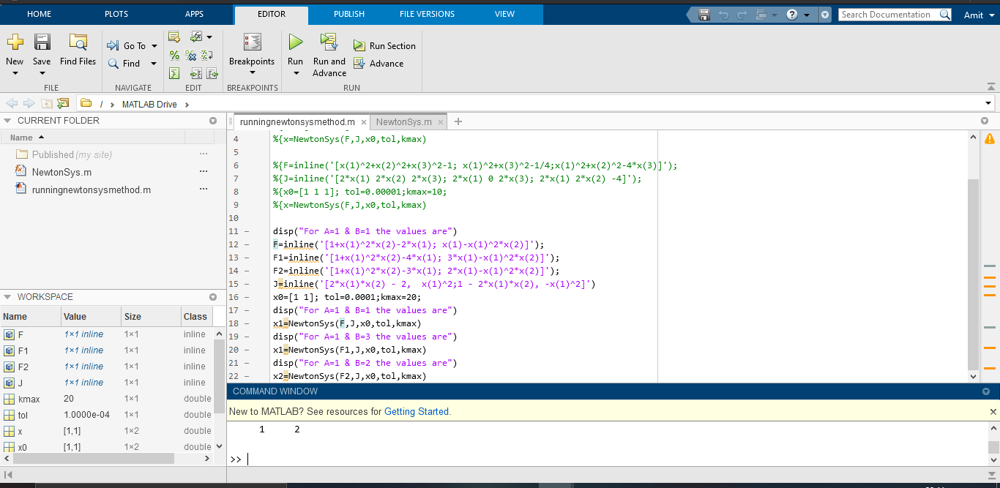 HOME PLOTS APPS EDITOR PUBLISH FILE VERSIONS VIEW Search Documentation Amit
New Save Find Files Go To Find Breakpoints Run Run and Advance Run Section Advance
FILE NAVIGATE EDIT BREAKPOINTS RUN
/ MATLAB Drive
CURRENT FOLDER
Name
Published (my site)
NewtonSys.m
runningnewtonsysmethod.m
WORKSPACE
Name Value Size Class
F 1×1 inline 1×1 inline
F1 1×1 inline 1×1 inline
F2 1×1 inline 1×1 inline
J 1×1 inline 1×1 inline
kmax 20 1×1 double
tol 1.0000e-04 1×1 double
x [1,1] 1×2 double
x0 [1,1] 1×2 double
runningnewtonsysmethod.m × NewtonSys.m × +
4 %{x=NewtonSys(F,J,x0,tol,kmax)
5
6 %{F=inline('[x(1)^2+x(2)^2+x(3)^2-1; x(1)^2+x(3)^2-1/4;x(1)^2+x(2)^2-4*x(3)]');
7 %{J=inline('[2*x(1) 2*x(2) 2*x(3); 2*x(1) 0 2*x(3); 2*x(1) 2*x(2) -4]');
8 %{x0=[1 1 1]; tol=0.00001;kmax=10;
9 %{x=NewtonSys(F,J,x0,tol,kmax)
10
11 – disp("For A=1 & B=1 the values are")
12 – F=inline('[1+x(1)^2*x(2)-2*x(1); x(1)-x(1)^2*x(2)]');
13 – F1=inline('[1+x(1)^2*x(2)-4*x(1); 3*x(1)-x(1)^2*x(2)]');
14 – F2=inline('[1+x(1)^2*x(2)-3*x(1); 2*x(1)-x(1)^2*x(2)]');
15 – J=inline('[2*x(1)*x(2) - 2,  x(1)^2;1 - 2*x(1)*x(2), -x(1)^2]')
16 – x0=[1 1]; tol=0.0001;kmax=20;
17 – disp("For A=1 & B=1 the values are")
18 – x1=NewtonSys(F,J,x0,tol,kmax)
19 – disp("For A=1 & B=3 the values are")
20 – x1=NewtonSys(F1,J,x0,tol,kmax)
21 – disp("For A=1 & B=2 the values are")
22 – x2=NewtonSys(F2,J,x0,tol,kmax)
COMMAND WINDOW
New to MATLAB? See resources for Getting Started.
1 2
>>